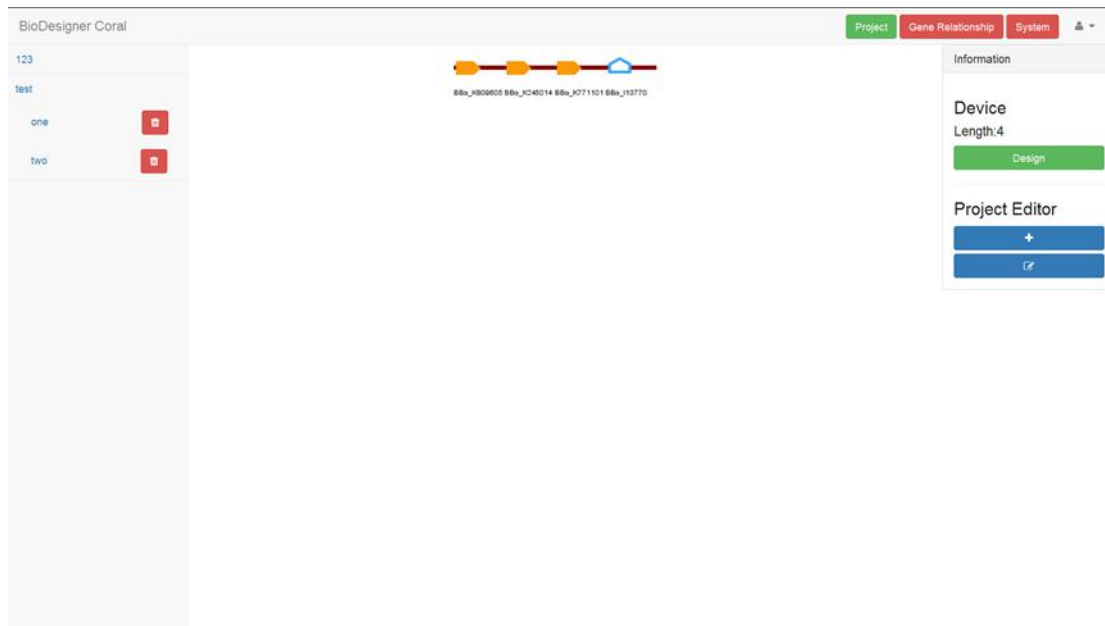 BioDesigner Coral
Project Gene Relationship System
123
test
one
two
BBa_K809605 BBa_K246014 BBa_K771101 BBa_I13770
Information
Device
Length:4
Design
Project Editor